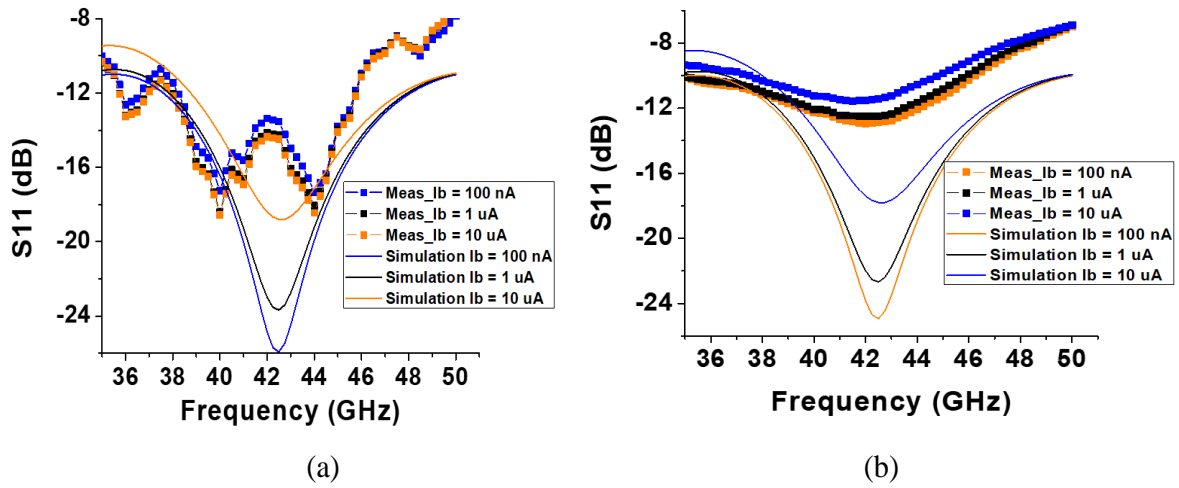 -8
-12
-16
-20
-24
S11 (dB)
Meas_Ib = 100 nA
Meas_Ib = 1 uA
Meas_Ib = 10 uA
Simulation Ib = 100 nA
Simulation Ib = 1 uA
Simulation Ib = 10 uA
36 38 40 42 44 46 48 50
Frequency (GHz)
(a)
-8
-12
-16
-20
-24
S11 (dB)
Meas_Ib = 100 nA
Meas_Ib = 1 uA
Meas_Ib = 10 uA
Simulation Ib = 100 nA
Simulation Ib = 1 uA
Simulation Ib = 10 uA
36 38 40 42 44 46 48 50
Frequency (GHz)
(b)